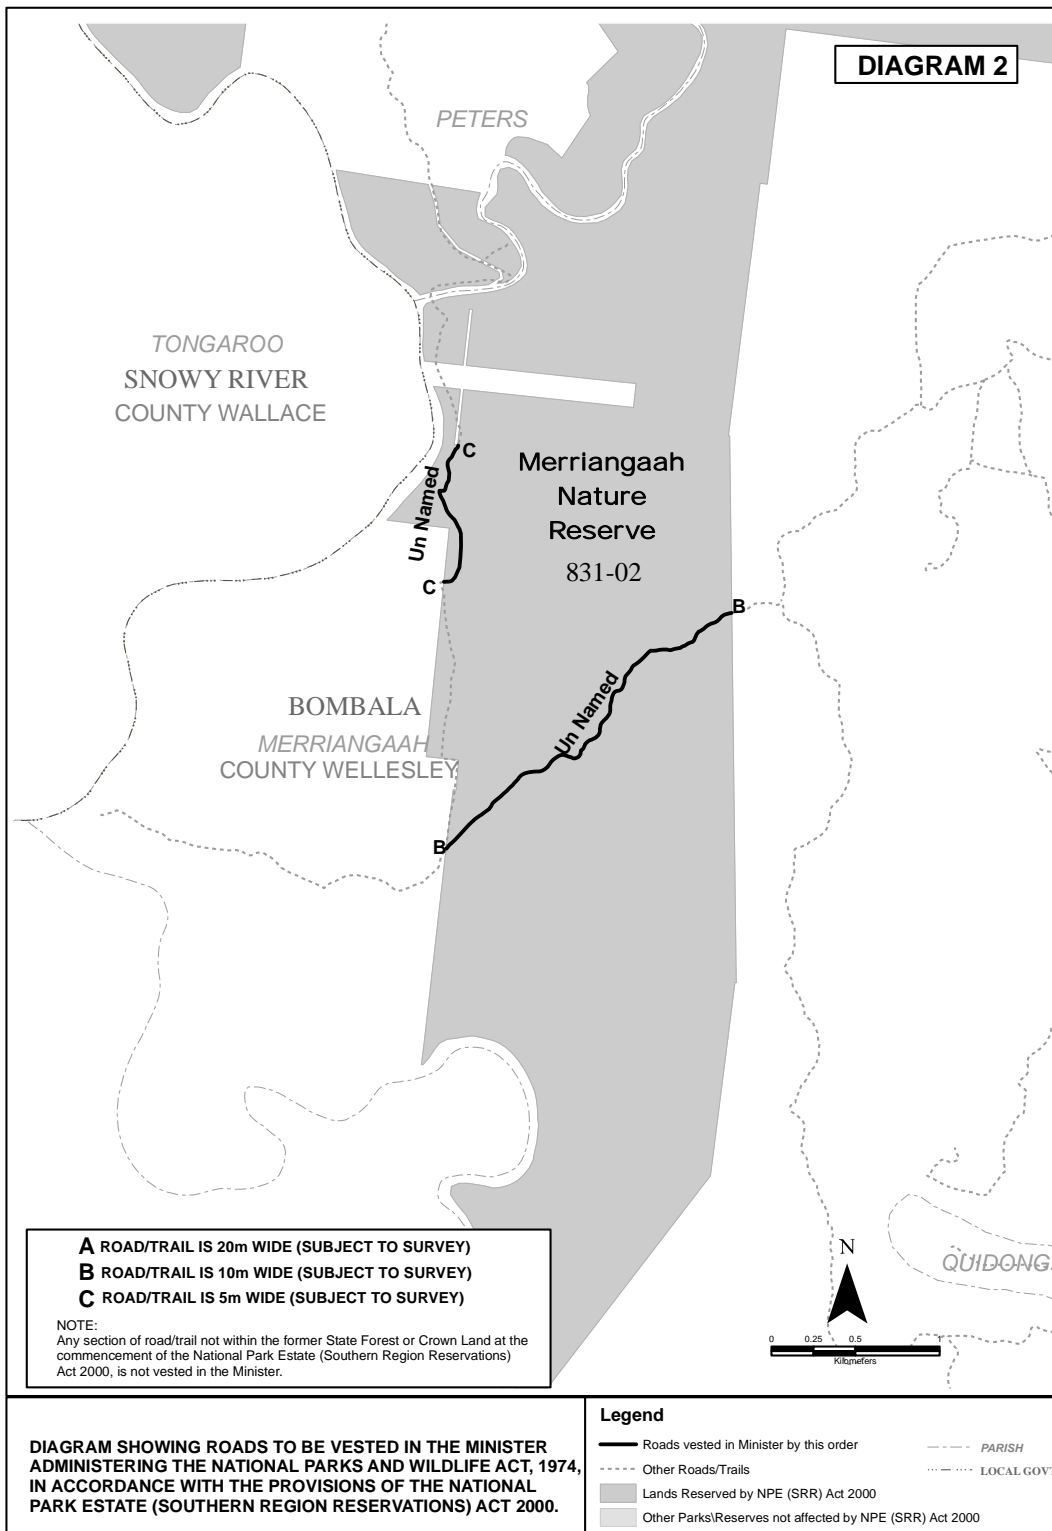 DIAGRAM 2
PETERS
TONGAROO
SNOWY RIVER
COUNTY WALLACE
C
Un Named
C
Merriangaah
Nature
Reserve
831-02
B
Un Named
BOMBALA
MERRIANGAAH
COUNTY WELLESLEY
B
A ROAD/TRAIL IS 20m WIDE (SUBJECT TO SURVEY)
B ROAD/TRAIL IS 10m WIDE (SUBJECT TO SURVEY)
C ROAD/TRAIL IS 5m WIDE (SUBJECT TO SURVEY)
NOTE:
Any section of road/trail not within the former State Forest or Crown Land at the
commencement of the National Park Estate (Southern Region Reservations)
Act 2000, is not vested in the Minister.
N
QUIDONG
0 0.25 0.5 1
Kilometers
DIAGRAM SHOWING ROADS TO BE VESTED IN THE MINISTER
ADMINISTERING THE NATIONAL PARKS AND WILDLIFE ACT, 1974,
IN ACCORDANCE WITH THE PROVISIONS OF THE NATIONAL
PARK ESTATE (SOUTHERN REGION RESERVATIONS) ACT 2000.
Legend
Roads vested in Minister by this order
Other Roads/Trails
Lands Reserved by NPE (SRR) Act 2000
Other Parks\Reserves not affected by NPE (SRR) Act 2000
PARISH
LOCAL GOVT